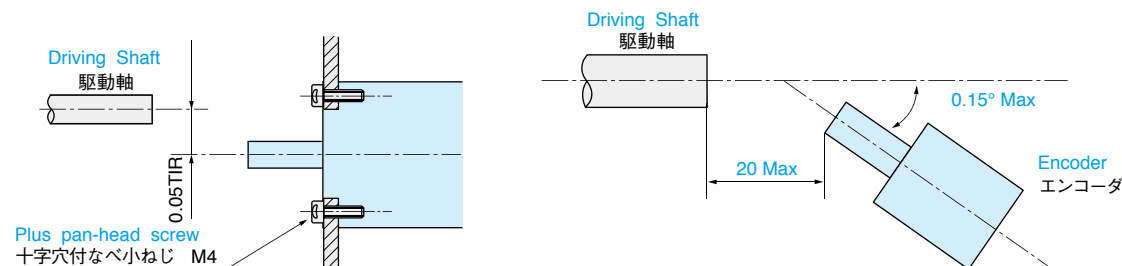 Driving Shaft
駆動軸
0.05TIR
Plus pan-head screw
十字穴付なべ小ねじ M4
Driving Shaft
駆動軸
0.15° Max
20 Max
Encoder
エンコーダ